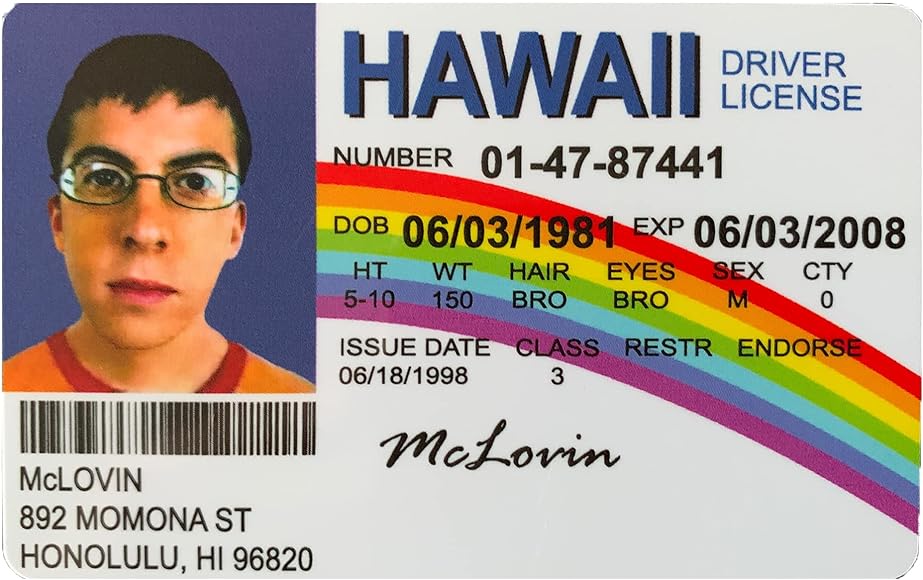 HAWAII DRIVER LICENSE
NUMBER 01-47-87441
DOB 06/03/1981 EXP 06/03/2008
HT WT HAIR EYES SEX CTY
5-10 150 BRO BRO M 0
ISSUE DATE CLASS RESTR ENDORSE
06/18/1998 3
McLovin
McLOVIN
892 MOMONA ST
HONOLULU, HI 96820